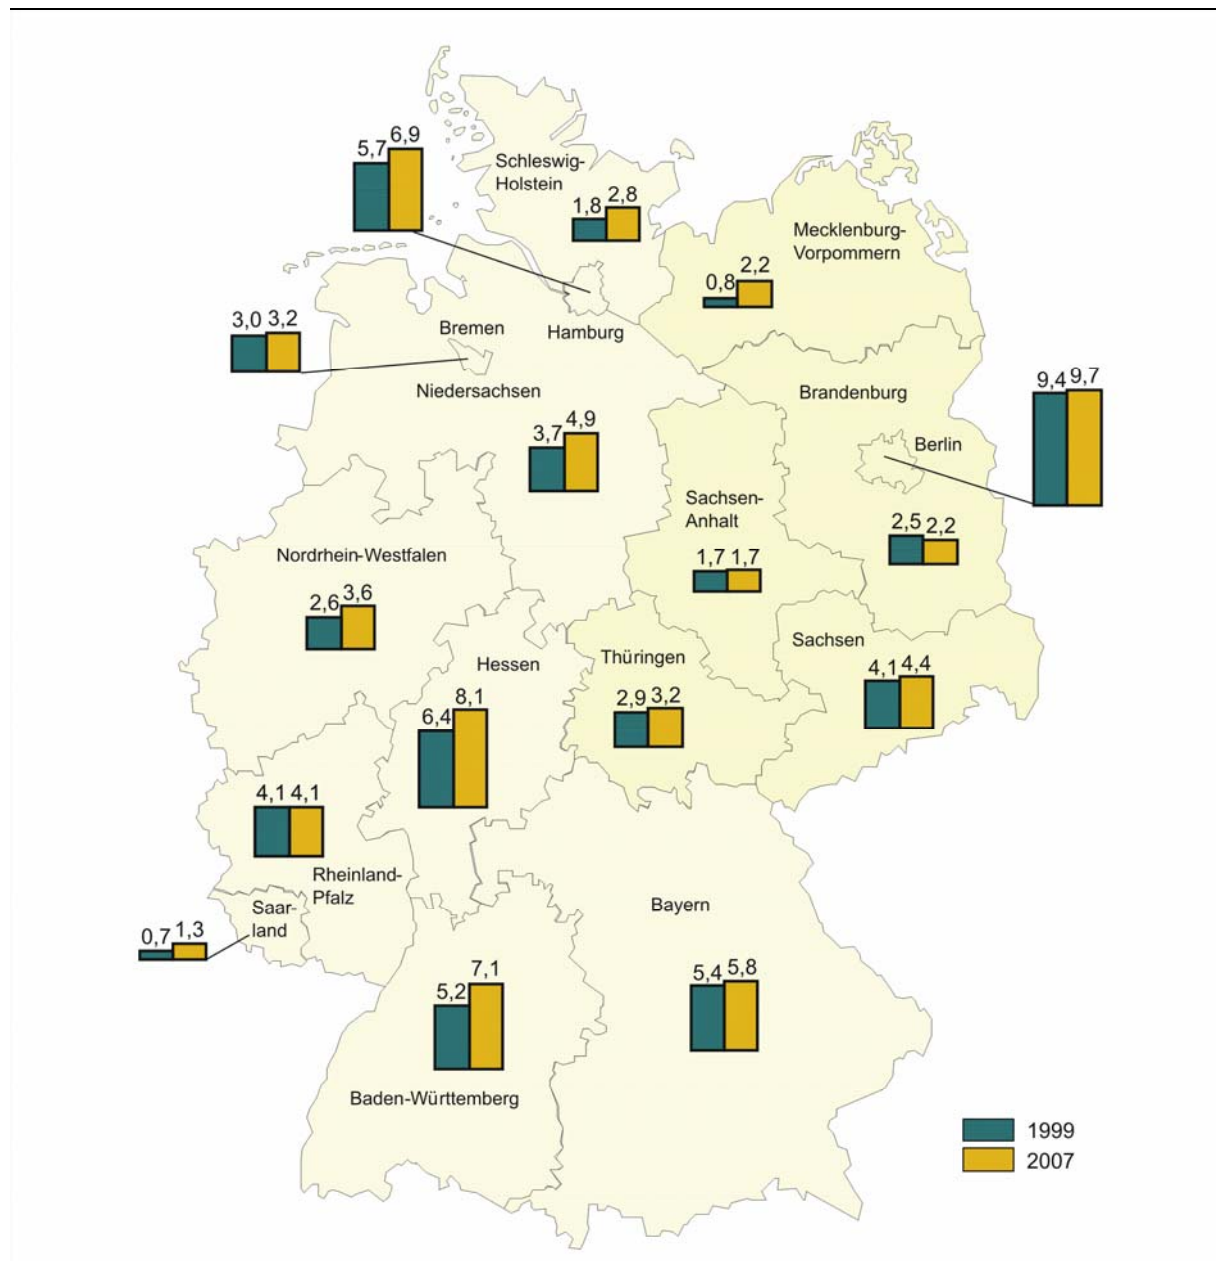 5,7 6,9
Schleswig-
Holstein
1,8 2,8
Mecklenburg-
Vorpommern
0,8 2,2
3,0 3,2
Bremen
Hamburg
Niedersachsen
3,7 4,9
Brandenburg
9,4 9,7
Berlin
Sachsen-
Anhalt
1,7 1,7
2,5 2,2
Nordrhein-Westfalen
2,6 3,6
Hessen
6,4 8,1
Thüringen
2,9 3,2
Sachsen
4,1 4,4
4,1 4,1
Rheinland-
Pfalz
Saar-
land
0,7 1,3
Bayern
5,4 5,8
5,2 7,1
Baden-Württemberg
1999
2007